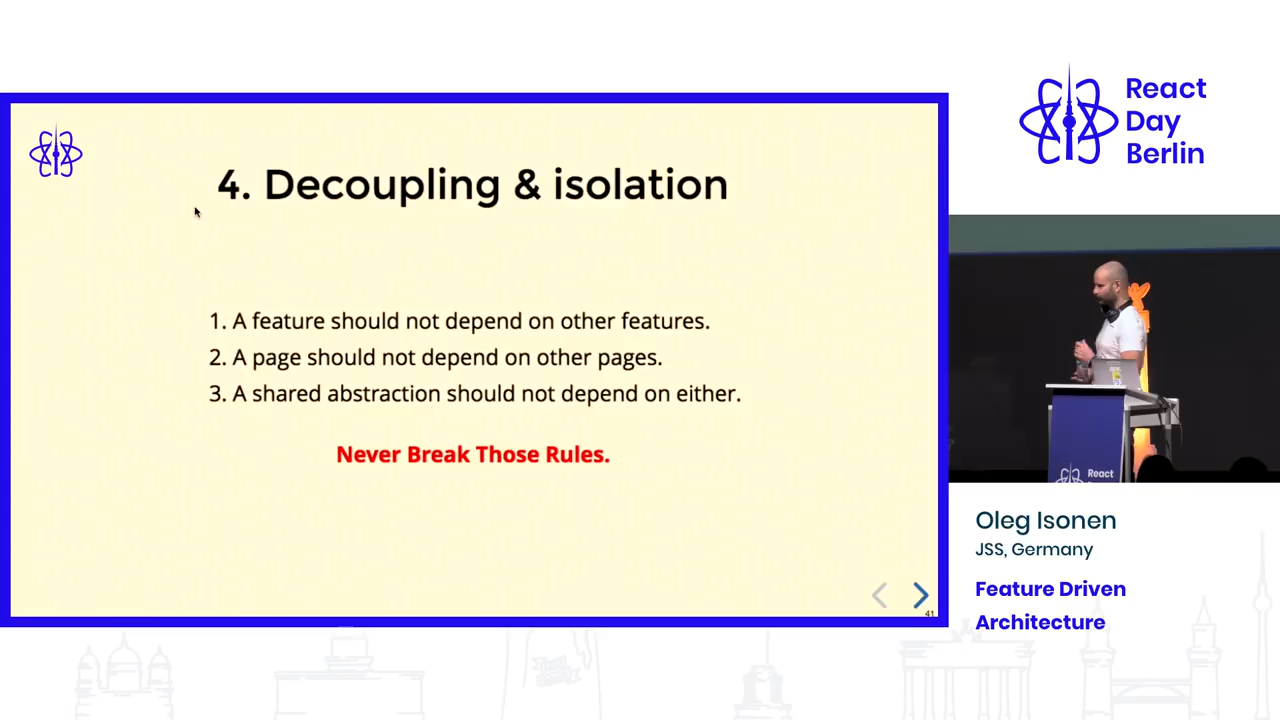 4. Decoupling & isolation
1. A feature should not depend on other features.
2. A page should not depend on other pages.
3. A shared abstraction should not depend on either.
Never Break Those Rules.
41
React
Day
Berlin
React
Oleg Isonen
JSS, Germany
Feature Driven
Architecture